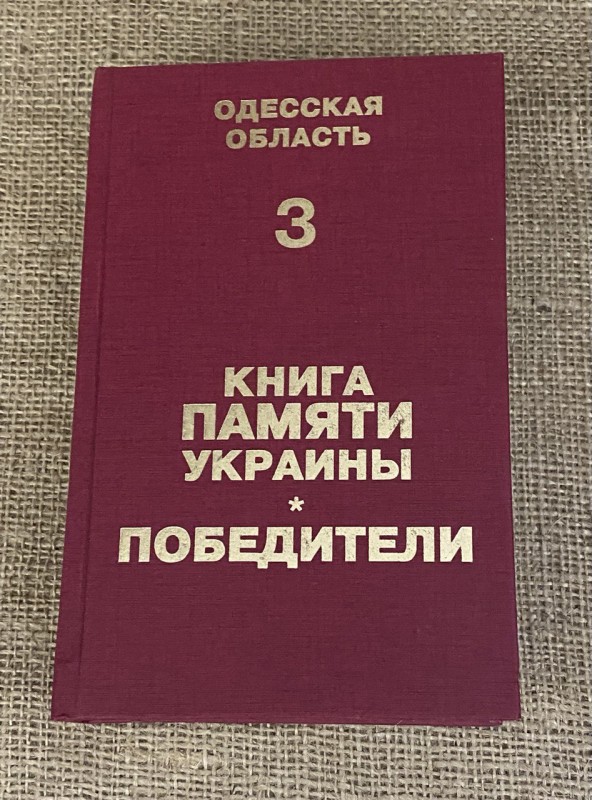 ОДЕССКАЯ
ОБЛАСТЬ
3
КНИГА
ПАМЯТИ
УКРАИНЫ
*
ПОБЕДИТЕЛИ